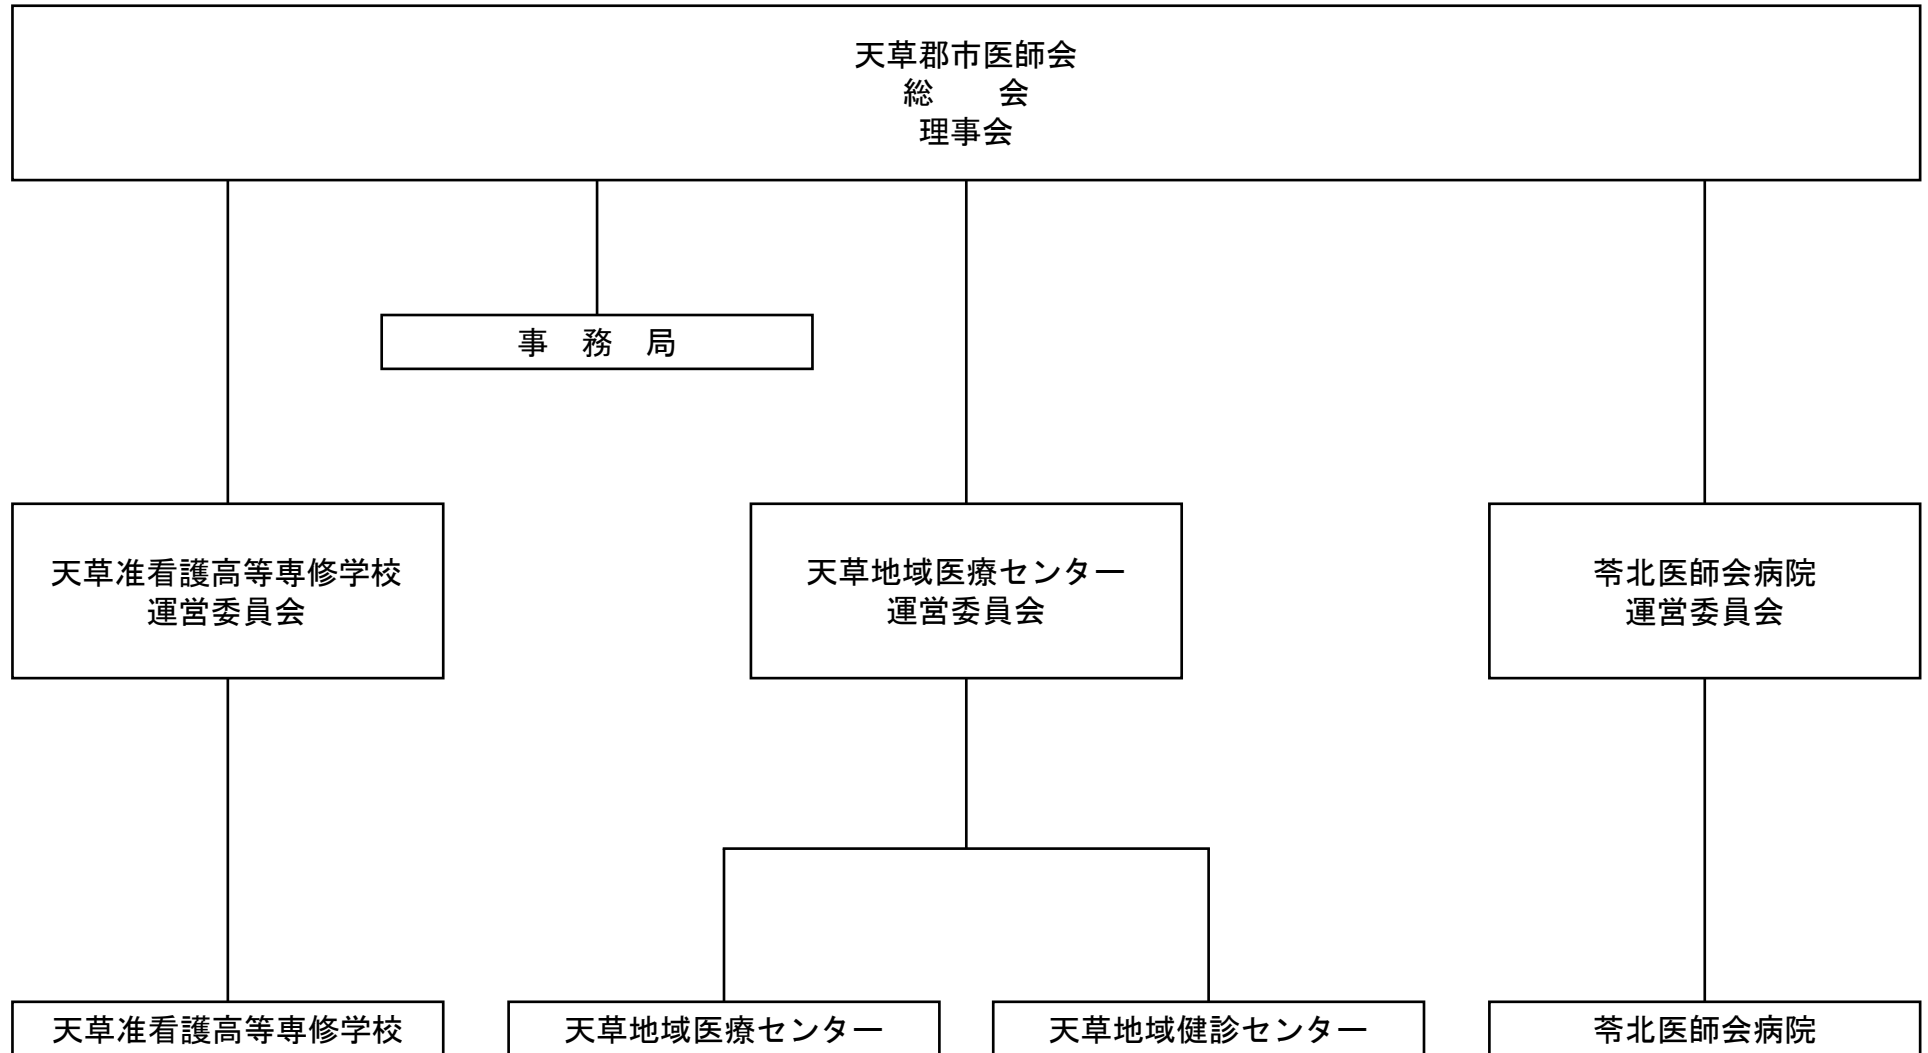 天草郡市医師会
総　　会
理事会
事　務　局
天草准看護高等専修学校
運営委員会
天草地域医療センター
運営委員会
苓北医師会病院
運営委員会
天草准看護高等専修学校
天草地域医療センター
天草地域健診センター
苓北医師会病院